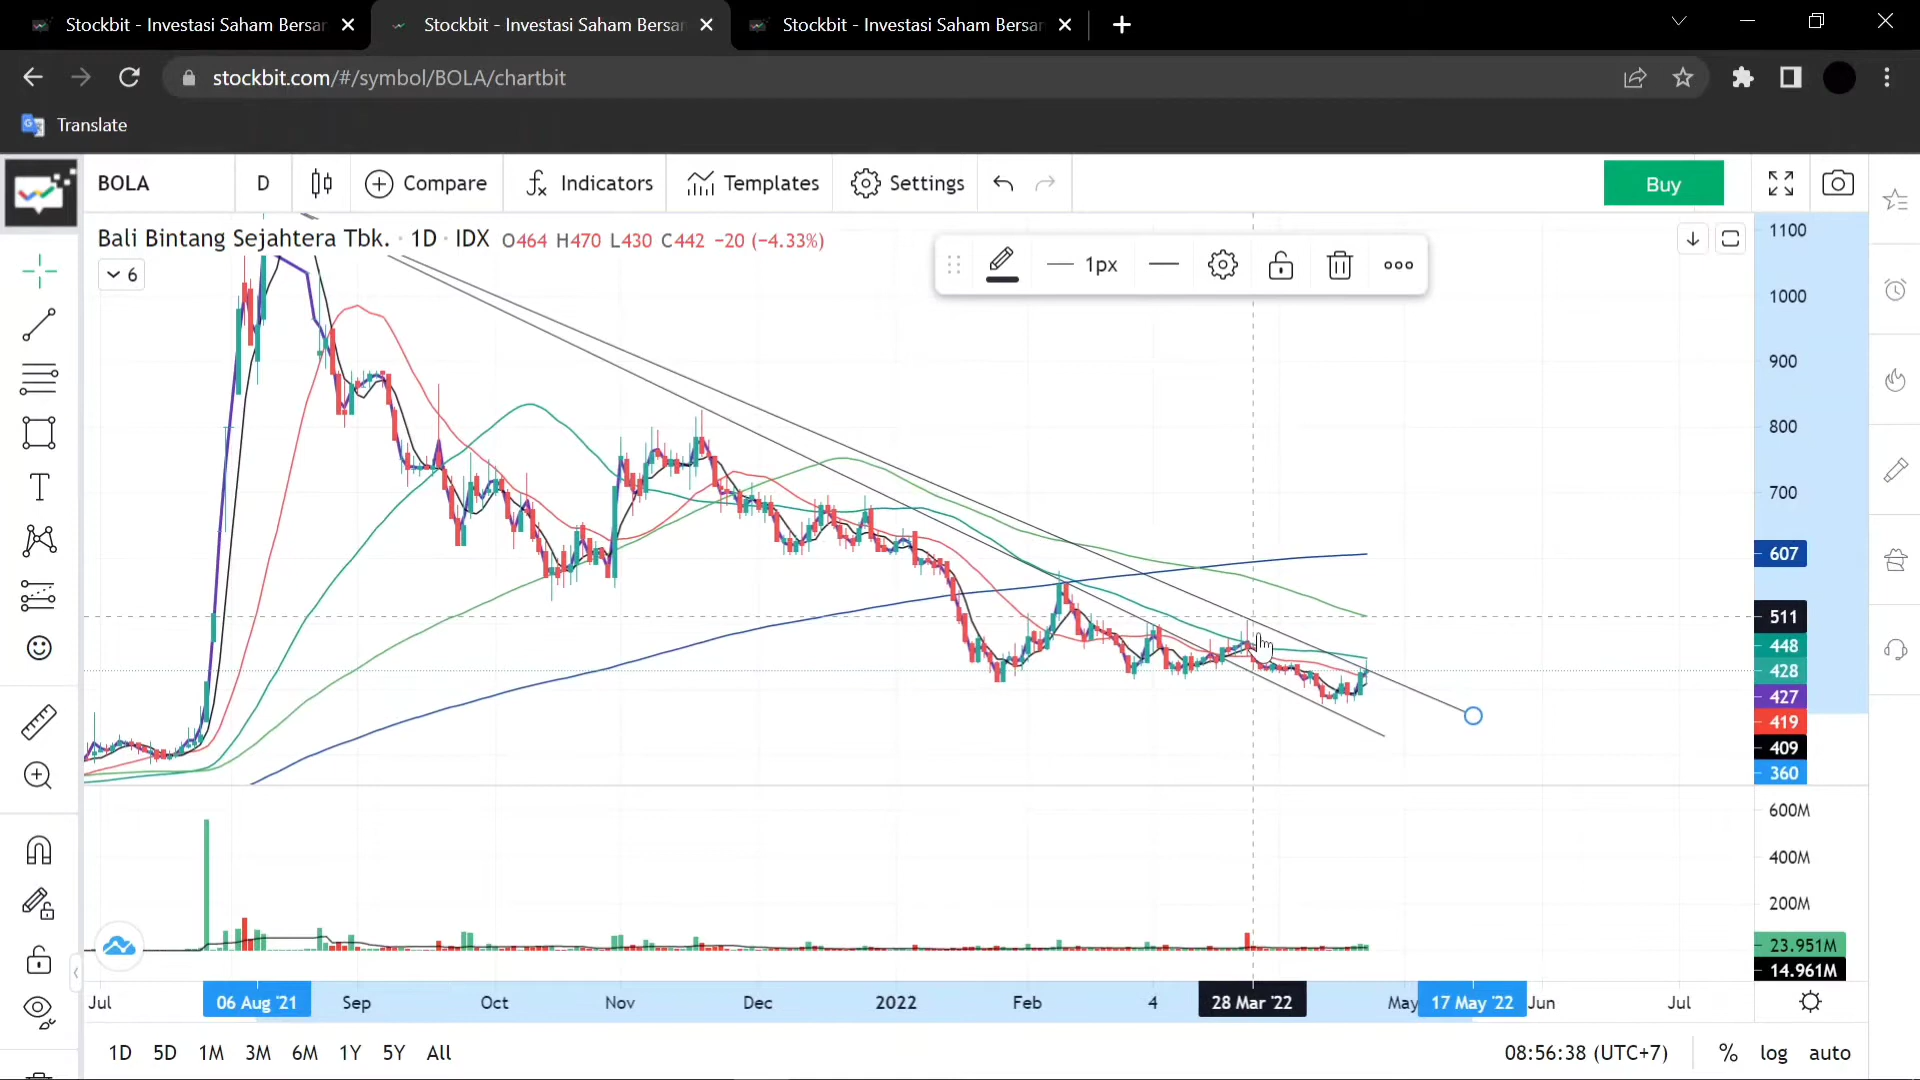 Stockbit - Investasi Saham Bersar
Stockbit - Investasi Saham Bersar
Stockbit - Investasi Saham Bersar
stockbit.com/#/symbol/BOLA/chartbit
Translate
BOLA
D
Compare
Indicators
Templates
Settings
Buy
Bali Bintang Sejahtera Tbk. · 1D · IDX O464 H470 L430 C442 −20 (−4.33%)
6
1px
1100
1000
900
800
700
607
511
448
428
427
419
409
360
600M
400M
200M
23.951M
14.961M
Jul 06 Aug '21 Sep Oct Nov Dec 2022 Feb 4 28 Mar '22 May 17 May '22 Jun Jul
1D 5D 1M 3M 6M 1Y 5Y All
08:56:38 (UTC+7) % log auto